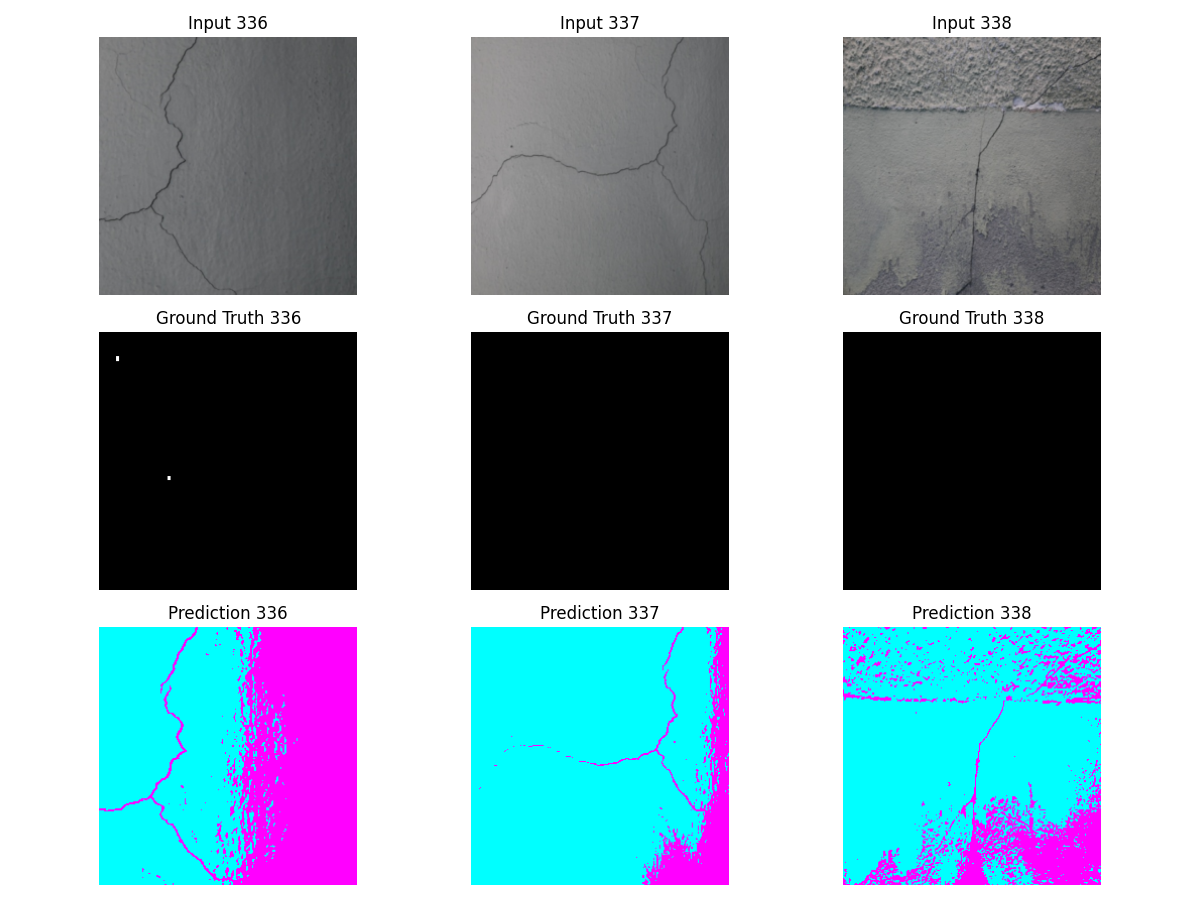 Input 336
Input 337
Input 338
Ground Truth 336
Ground Truth 337
Ground Truth 338
Prediction 336
Prediction 337
Prediction 338